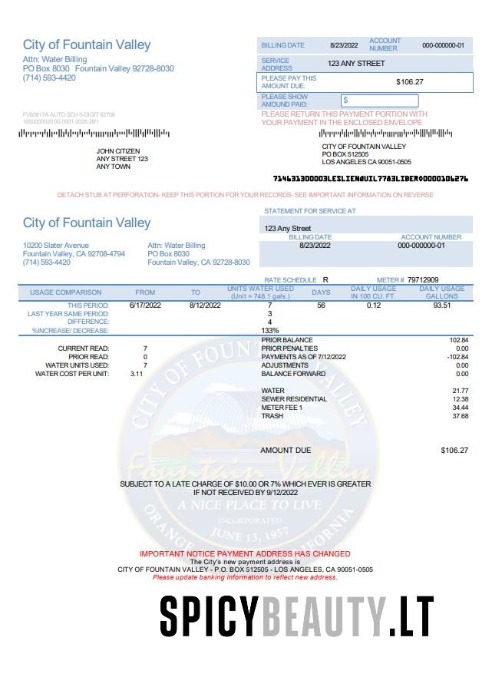 City of Fountain Valley
Attn: Water Billing
PO Box 8030 Fountain Valley 92728-8030
(714) 593-4420
BILLING DATE 8/23/2022 ACCOUNT NUMBER 000-000000-01
SERVICE ADDRESS 123 ANY STREET
PLEASE PAY THIS AMOUNT DUE: $106.27
PLEASE SHOW AMOUNT PAID: $
PLEASE RETURN THIS PAYMENT PORTION WITH
YOUR PAYMENT IN THE ENCLOSED ENVELOPE
JOHN CITIZEN
ANY STREET 123
ANY TOWN
CITY OF FOUNTAIN VALLEY
PO BOX 512505
LOS ANGELES CA 90051-0505
DETACH STUB AT PERFORATION- KEEP THIS PORTION FOR YOUR RECORDS- SEE IMPORTANT INFORMATION ON REVERSE
City of Fountain Valley
10200 Slater Avenue
Fountain Valley, CA 92708-4794
(714) 593-4420
Attn: Water Billing
PO Box 8030
Fountain Valley, CA 92728-8030
STATEMENT FOR SERVICE AT
123 Any Street
BILLING DATE ACCOUNT NUMBER
8/23/2022 000-000000-01
RATE SCHEDULE R METER # 79712909
USAGE COMPARISON FROM TO UNITS WATER USED (Unit = 748.1 gals.) DAYS DAILY USAGE IN 100 CU. FT. DAILY USAGE GALLONS
THIS PERIOD: 6/17/2022 8/12/2022 7 56 0.12 93.51
LAST YEAR SAME PERIOD: 3
DIFFERENCE: 4
%INCREASE/ DECREASE: 133%
CURRENT READ: 7
PRIOR READ: 0
WATER UNITS USED: 7
WATER COST PER UNIT: 3.11
PRIOR BALANCE 102.84
PRIOR PENALTIES 0.00
PAYMENTS AS OF 7/12/2022 -102.84
ADJUSTMENTS 0.00
BALANCE FORWARD 0.00
WATER 21.77
SEWER RESIDENTIAL 12.38
METER FEE 1 34.44
TRASH 37.68
AMOUNT DUE $106.27
CITY OF FOUNTAIN VALLEY
Fountain Valley
A NICE PLACE TO LIVE
INCORPORATED
JUNE 13, 1957
ORANGE COUNTY CALIFORNIA
SUBJECT TO A LATE CHARGE OF $10.00 OR 7% WHICH EVER IS GREATER
IF NOT RECEIVED BY 9/12/2022
IMPORTANT NOTICE PAYMENT ADDRESS HAS CHANGED
The City's new payment address is
CITY OF FOUNTAIN VALLEY - P.O. BOX 512505 - LOS ANGELES, CA 90051-0505
Please update banking information to reflect new address.
SPICYBEAUTY.LT